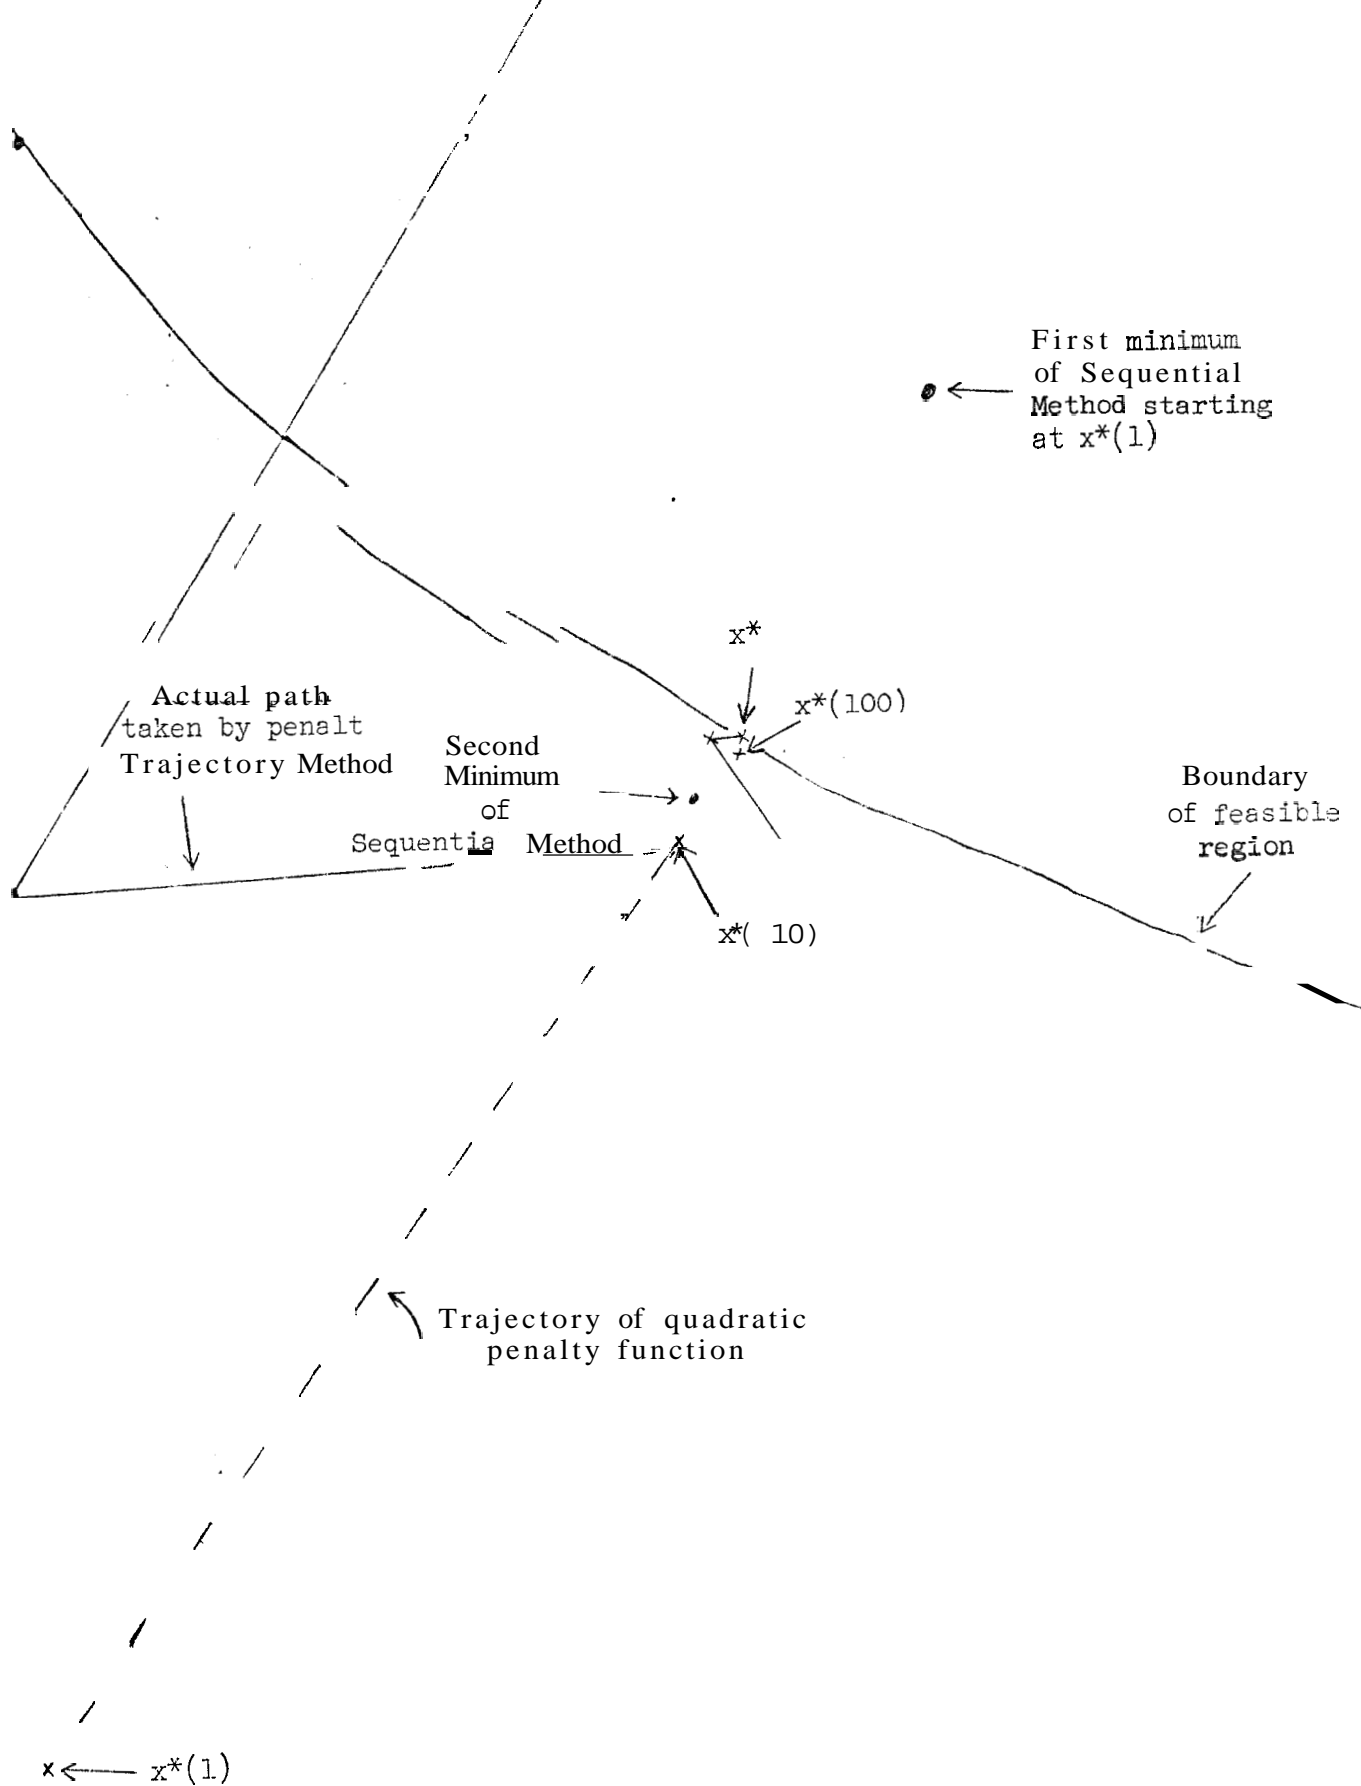 First minimum
of Sequential
Method starting
at x*(1)
x*
x*(100)
Actual path
taken by penalt
Trajectory Method
Second
Minimum
of
Sequentia Method
Boundary
of feasible
region
x*( 10)
Trajectory of quadratic
penalty function
x*(1)